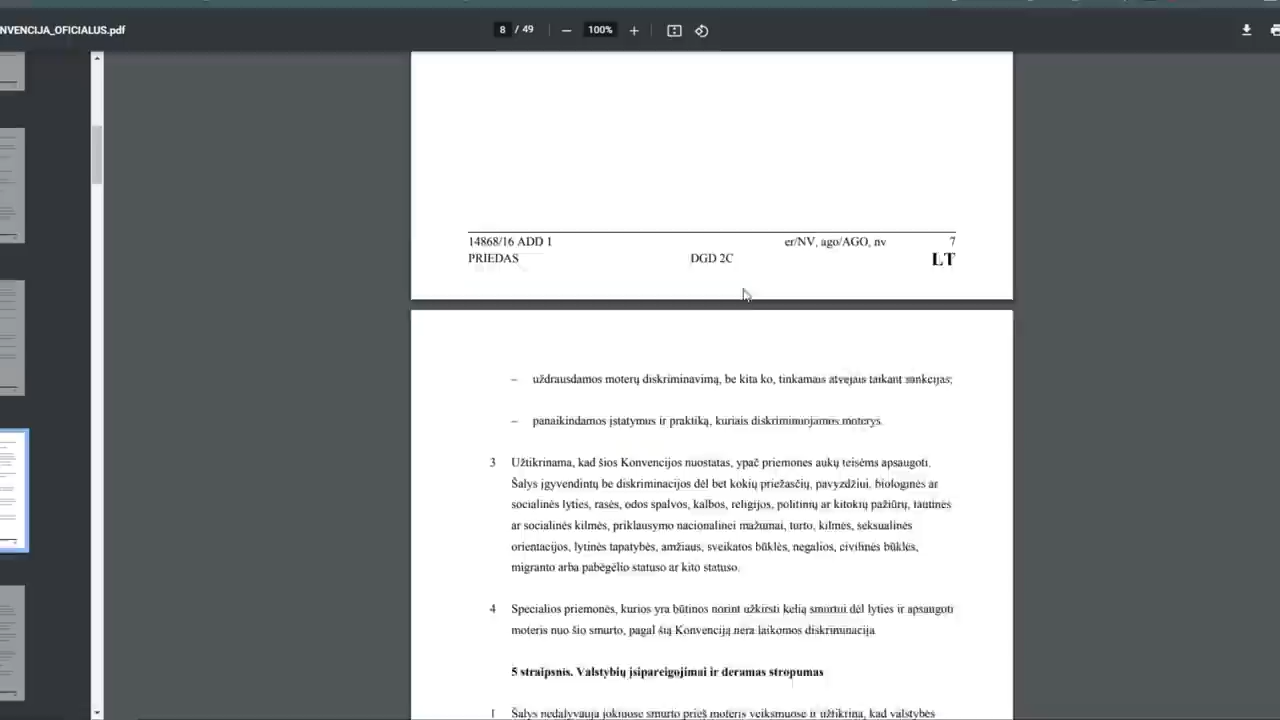 NVENCIJA_OFICIALUS.pdf
8 / 49
100%
14868/16 ADD 1 er/NV, ago/AGO, nv 7
PRIEDAS DGD 2C LT
– uždrausdamos moterų diskriminavimą, be kita ko, tinkamais atvejais taikant sankcijas;
– panaikindamos įstatymus ir praktiką, kuriais diskriminuojamos moterys.
3 Užtikrinama, kad šios Konvencijos nuostatas, ypač priemones aukų teisėms apsaugoti,
Šalys įgyvendintų be diskriminacijos dėl bet kokių priežasčių, pavyzdžiui, biologinės ar
socialinės lyties, rasės, odos spalvos, kalbos, religijos, politinių ar kitokių pažiūrų, tautinės
ar socialinės kilmės, priklausymo nacionalinei mažumai, turto, kilmės, seksualinės
orientacijos, lytinės tapatybės, amžiaus, sveikatos būklės, negalios, civilinės būklės,
migranto arba pabėgėlio statuso ar kito statuso.
4 Specialios priemonės, kurios yra būtinos norint užkirsti kelią smurtui dėl lyties ir apsaugoti
moteris nuo šio smurto, pagal šią Konvenciją nėra laikomos diskriminacija.
5 straipsnis. Valstybių įsipareigojimai ir deramas stropumas
1 Šalys nedalyvauja jokiuose smurto prieš moteris veiksmuose ir užtikrina, kad valstybės